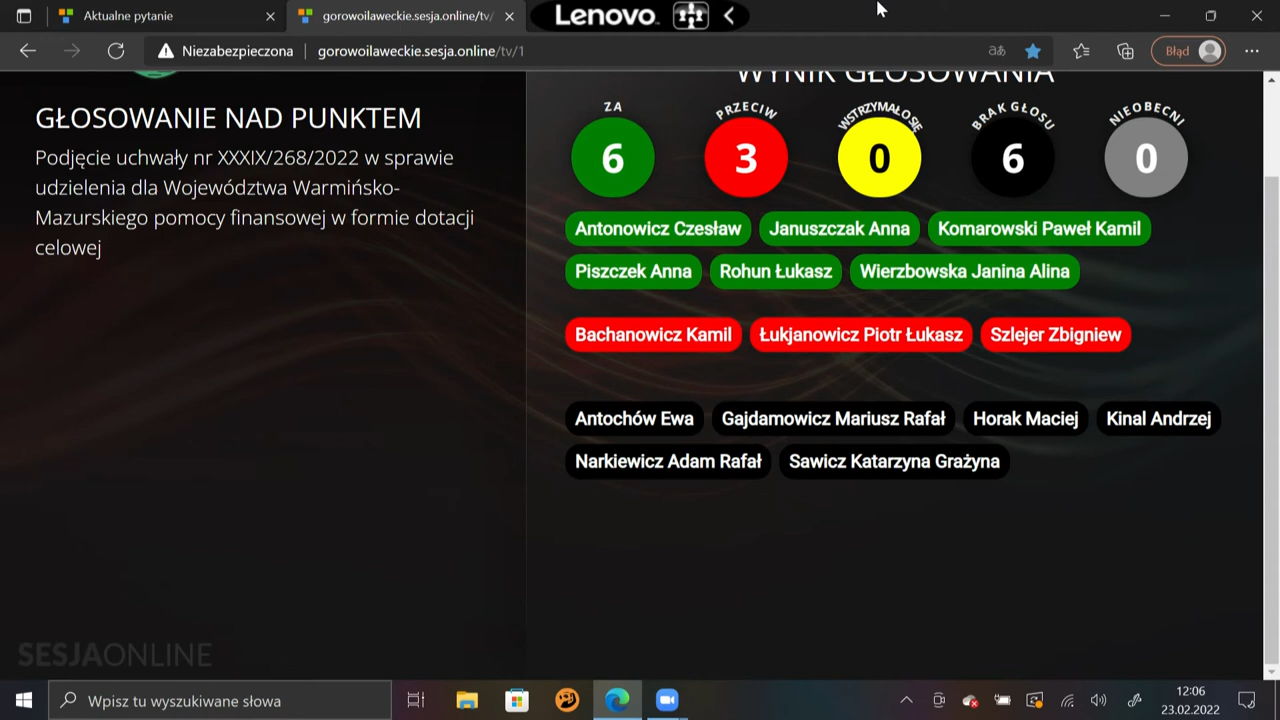 Aktualne pytanie
gorowoilaweckie.sesja.online/tv/
Lenovo
Niezabezpieczona
gorowoilaweckie.sesja.online/tv/1
aあ
Błąd
GŁOSOWANIE NAD PUNKTEM
Podjęcie uchwały nr XXXIX/268/2022 w sprawie
udzielenia dla Województwa Warmińsko-
Mazurskiego pomocy finansowej w formie dotacji
celowej
WYNIK GŁOSOWANIA
ZA PRZECIW WSTRZYMAŁO SIĘ BRAK GŁOSU NIEOBECNI
6 3 0 6 0
Antonowicz Czesław Januszczak Anna Komarowski Paweł Kamil
Piszczek Anna Rohun Łukasz Wierzbowska Janina Alina
Bachanowicz Kamil Łukjanowicz Piotr Łukasz Szlejer Zbigniew
Antochów Ewa Gajdamowicz Mariusz Rafał Horak Maciej Kinal Andrzej
Narkiewicz Adam Rafał Sawicz Katarzyna Grażyna
SESJAONLINE
Wpisz tu wyszukiwane słowa
12:06
23.02.2022